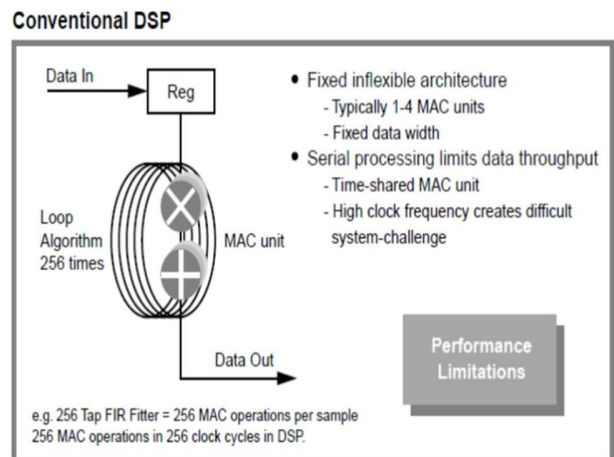 Conventional DSP
Data In
Reg
Loop
Algorithm
256 times
MAC unit
Data Out
• Fixed inflexible architecture
- Typically 1-4 MAC units
- Fixed data width
• Serial processing limits data throughput
- Time-shared MAC unit
- High clock frequency creates difficult
system-challenge
Performance
Limitations
e.g. 256 Tap FIR Fitter = 256 MAC operations per sample
256 MAC operations in 256 clock cycles in DSP.